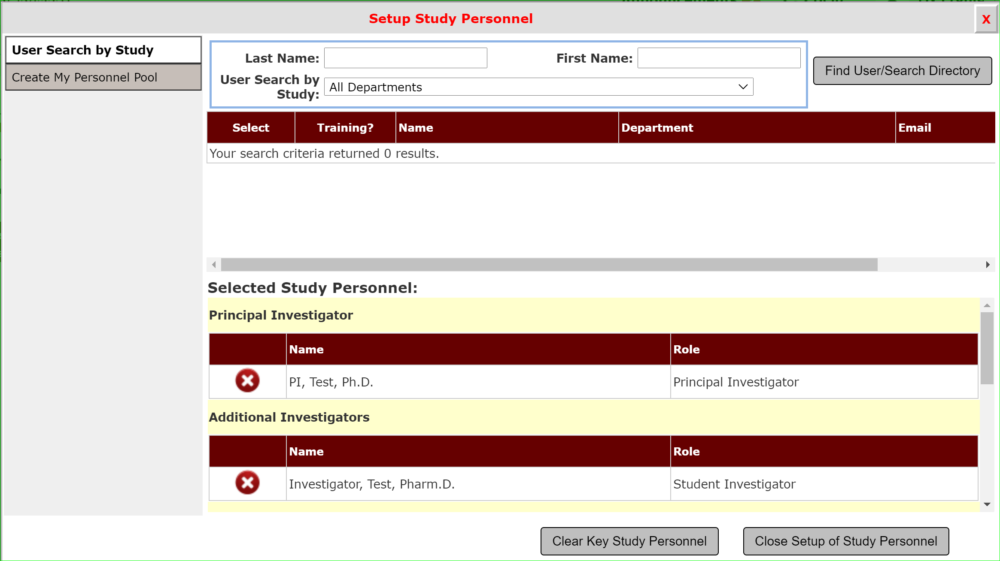 Setup Study Personnel
X
User Search by Study
Create My Personnel Pool
Last Name:
First Name:
Find User/Search Directory
User Search by
Study:
All Departments
Select
Training?
Name
Department
Email
Your search criteria returned 0 results.
Selected Study Personnel:
Principal Investigator
Name
Role
PI, Test, Ph.D.
Principal Investigator
Additional Investigators
Name
Role
Investigator, Test, Pharm.D.
Student Investigator
Clear Key Study Personnel
Close Setup of Study Personnel